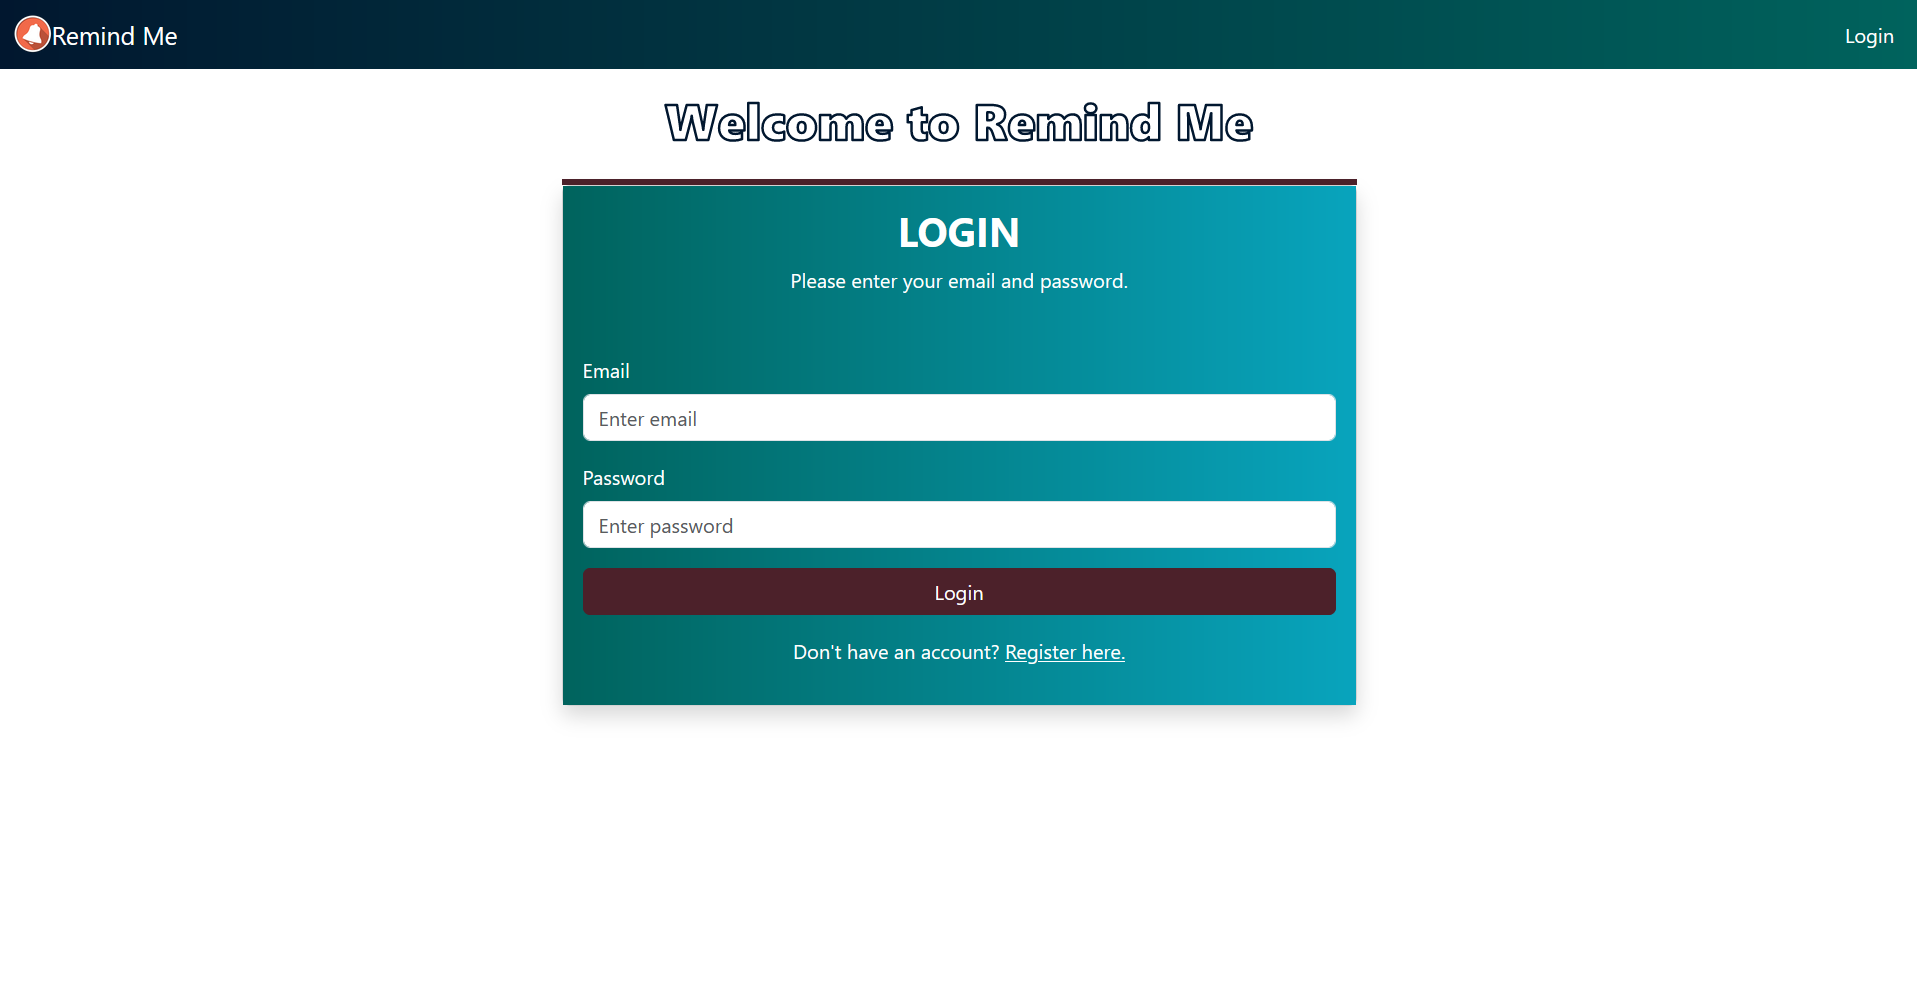 Remind Me
Login
Welcome to Remind Me
LOGIN
Please enter your email and password.
Email
Enter email
Password
Enter password
Login
Don't have an account? Register here.